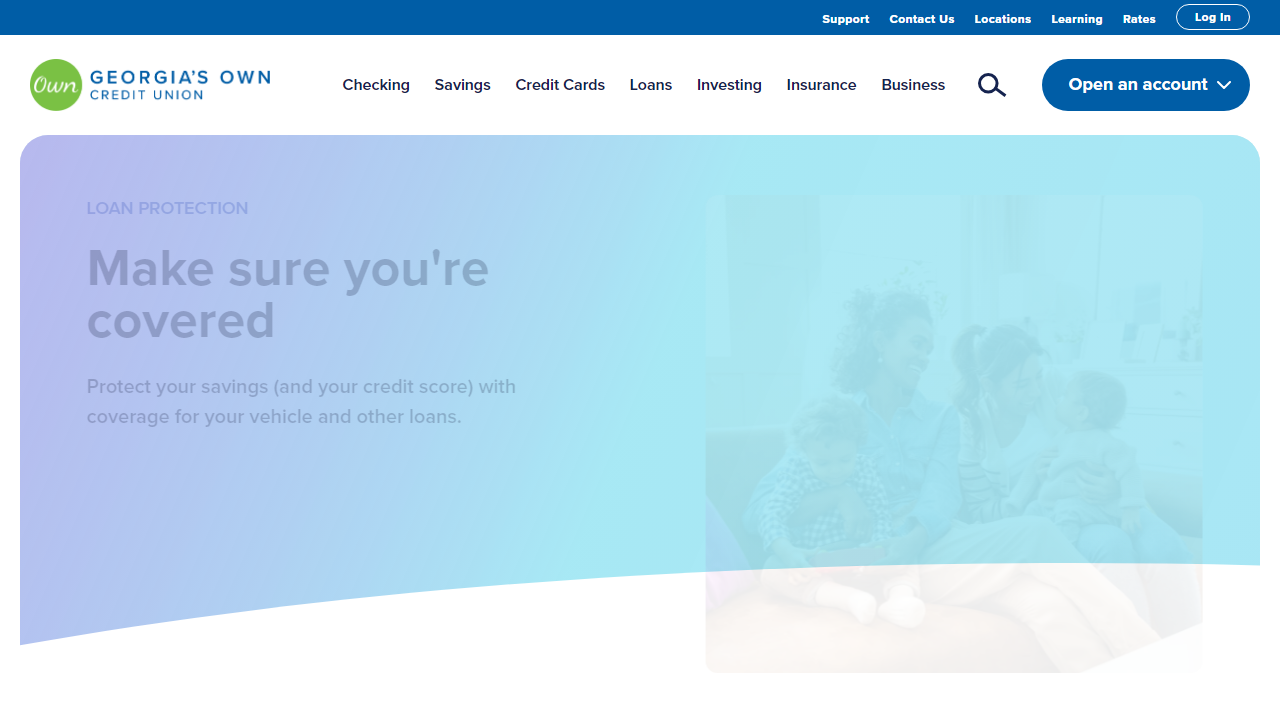 Support Contact Us Locations Learning Rates Log In
Own GEORGIA'S OWN
CREDIT UNION
Checking Savings Credit Cards Loans Investing Insurance Business Open an account
LOAN PROTECTION
Make sure you're
covered
Protect your savings (and your credit score) with
coverage for your vehicle and other loans.